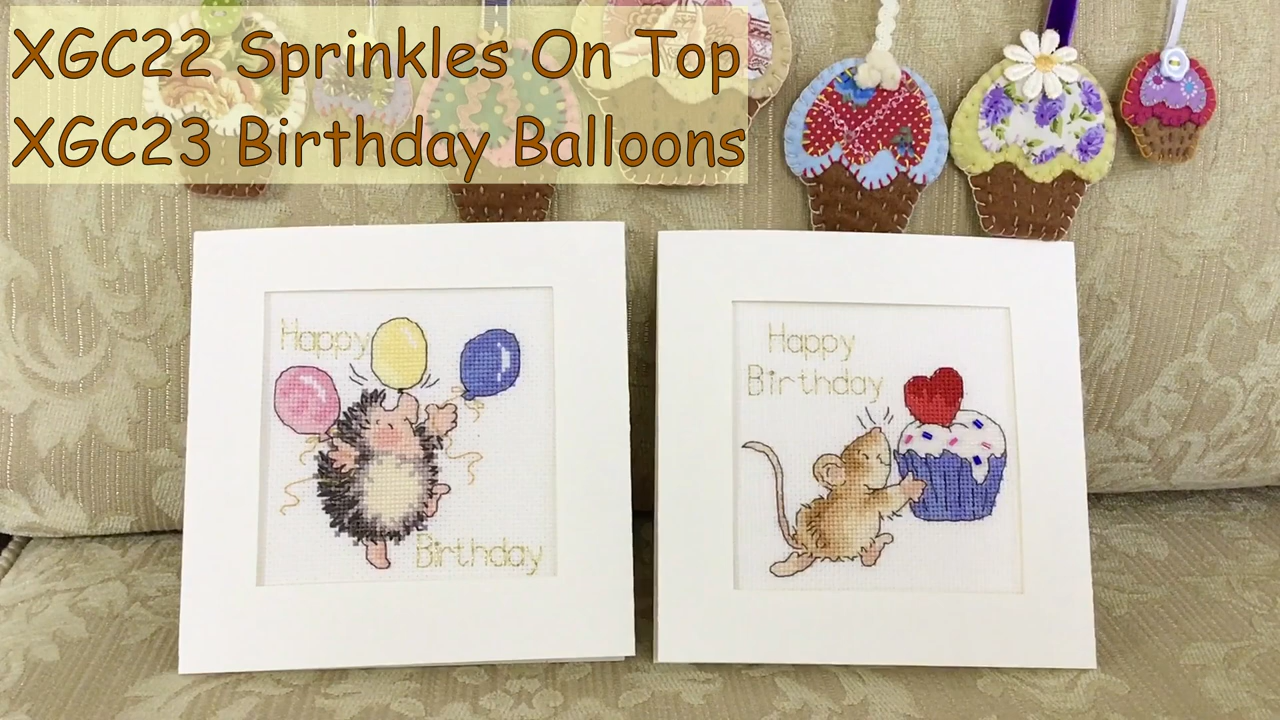 XGC22 Sprinkles On Top
XGC23 Birthday Balloons
Happy
Birthday
Happy
Birthday